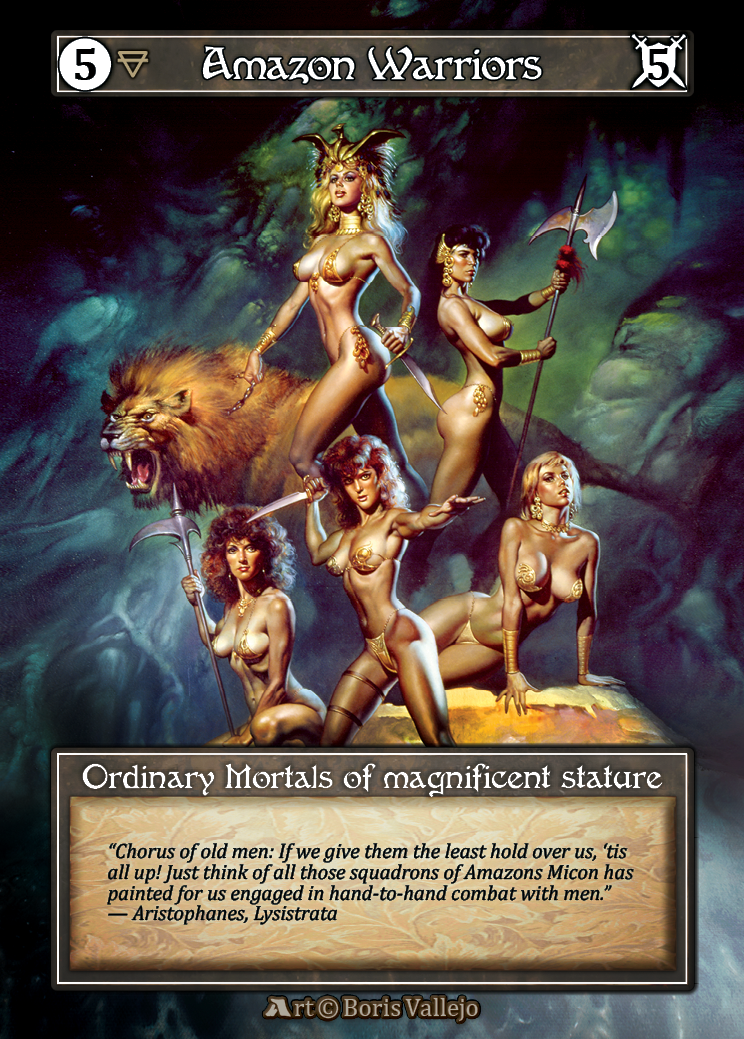 5 Amazon Warriors 5
Ordinary Mortals of magnificent stature
“Chorus of old men: If we give them the least hold over us, ‘tis
all up! Just think of all those squadrons of Amazons Micon has
painted for us engaged in hand-to-hand combat with men.”
— Aristophanes, Lysistrata
Art © Boris Vallejo